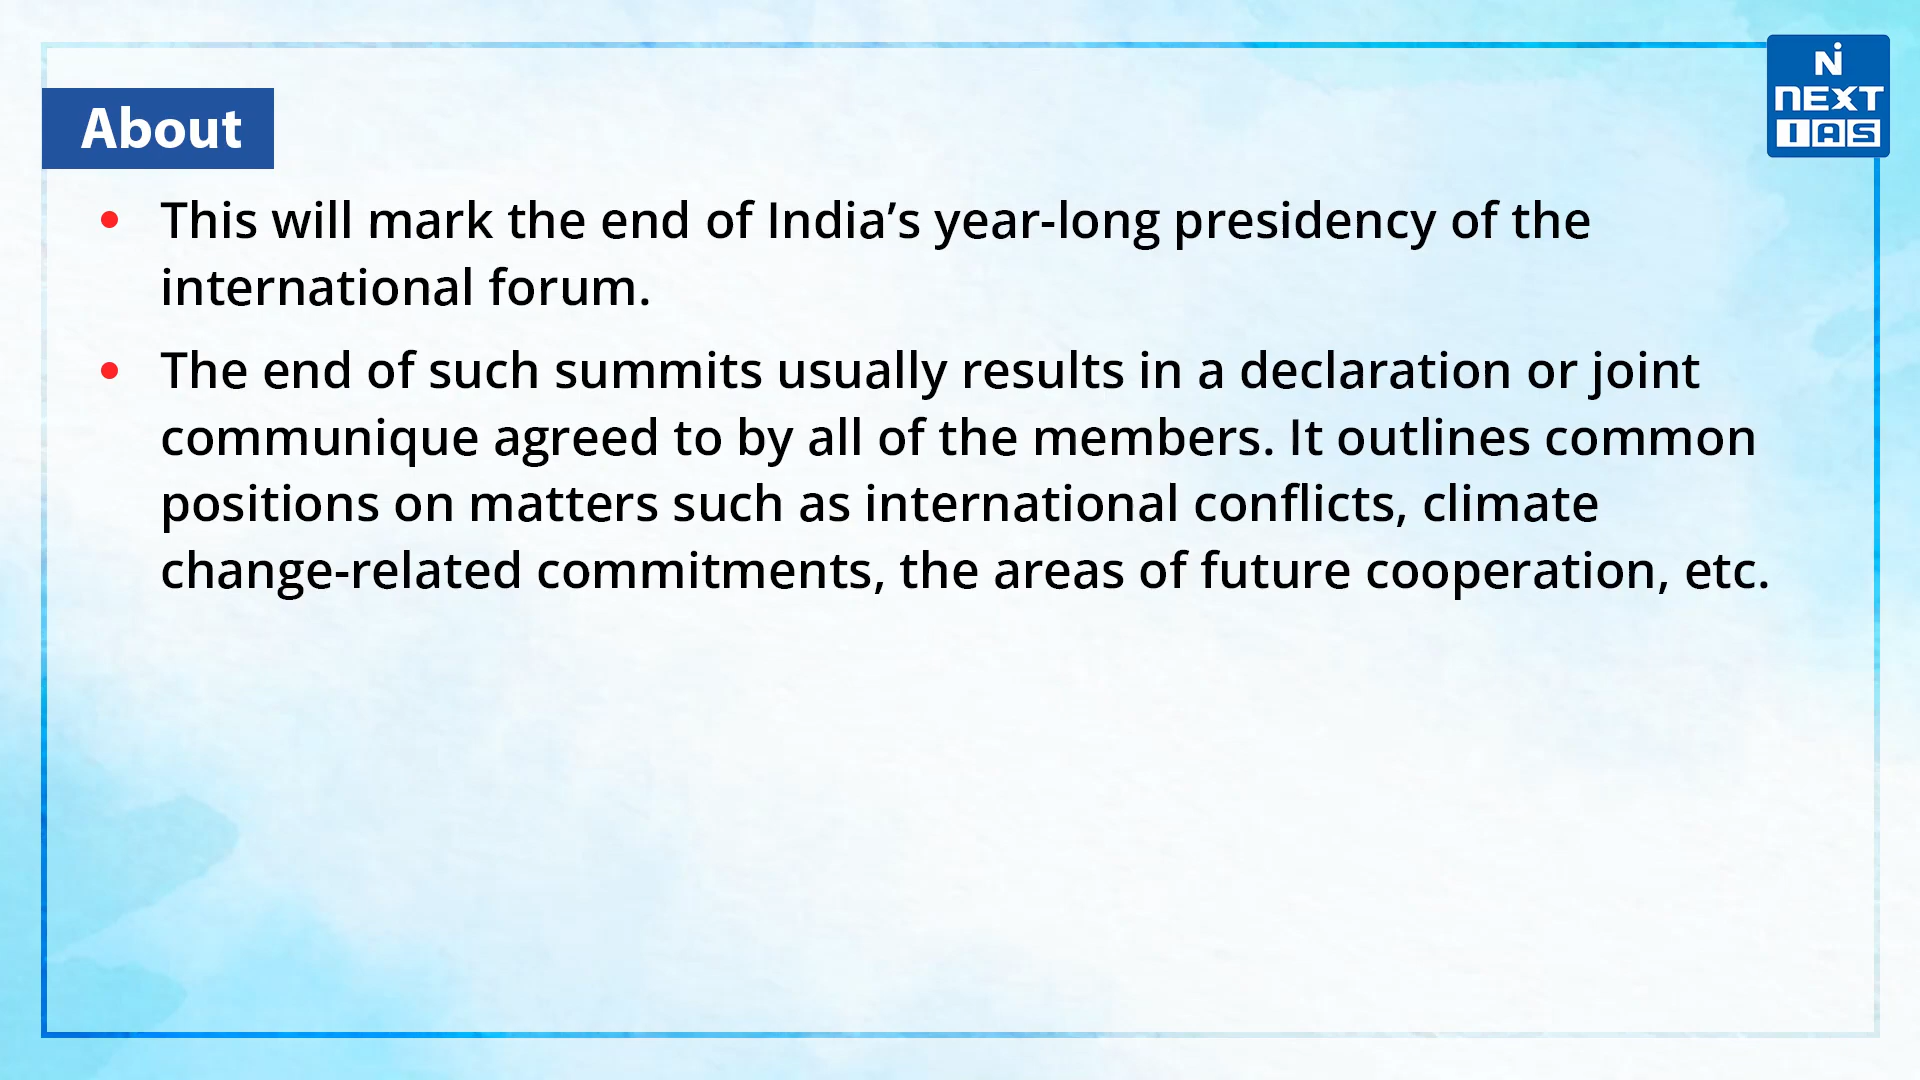 About
N
NEXT
IAS
This will mark the end of India’s year-long presidency of the
international forum.
The end of such summits usually results in a declaration or joint
communique agreed to by all of the members. It outlines common
positions on matters such as international conflicts, climate
change-related commitments, the areas of future cooperation, etc.